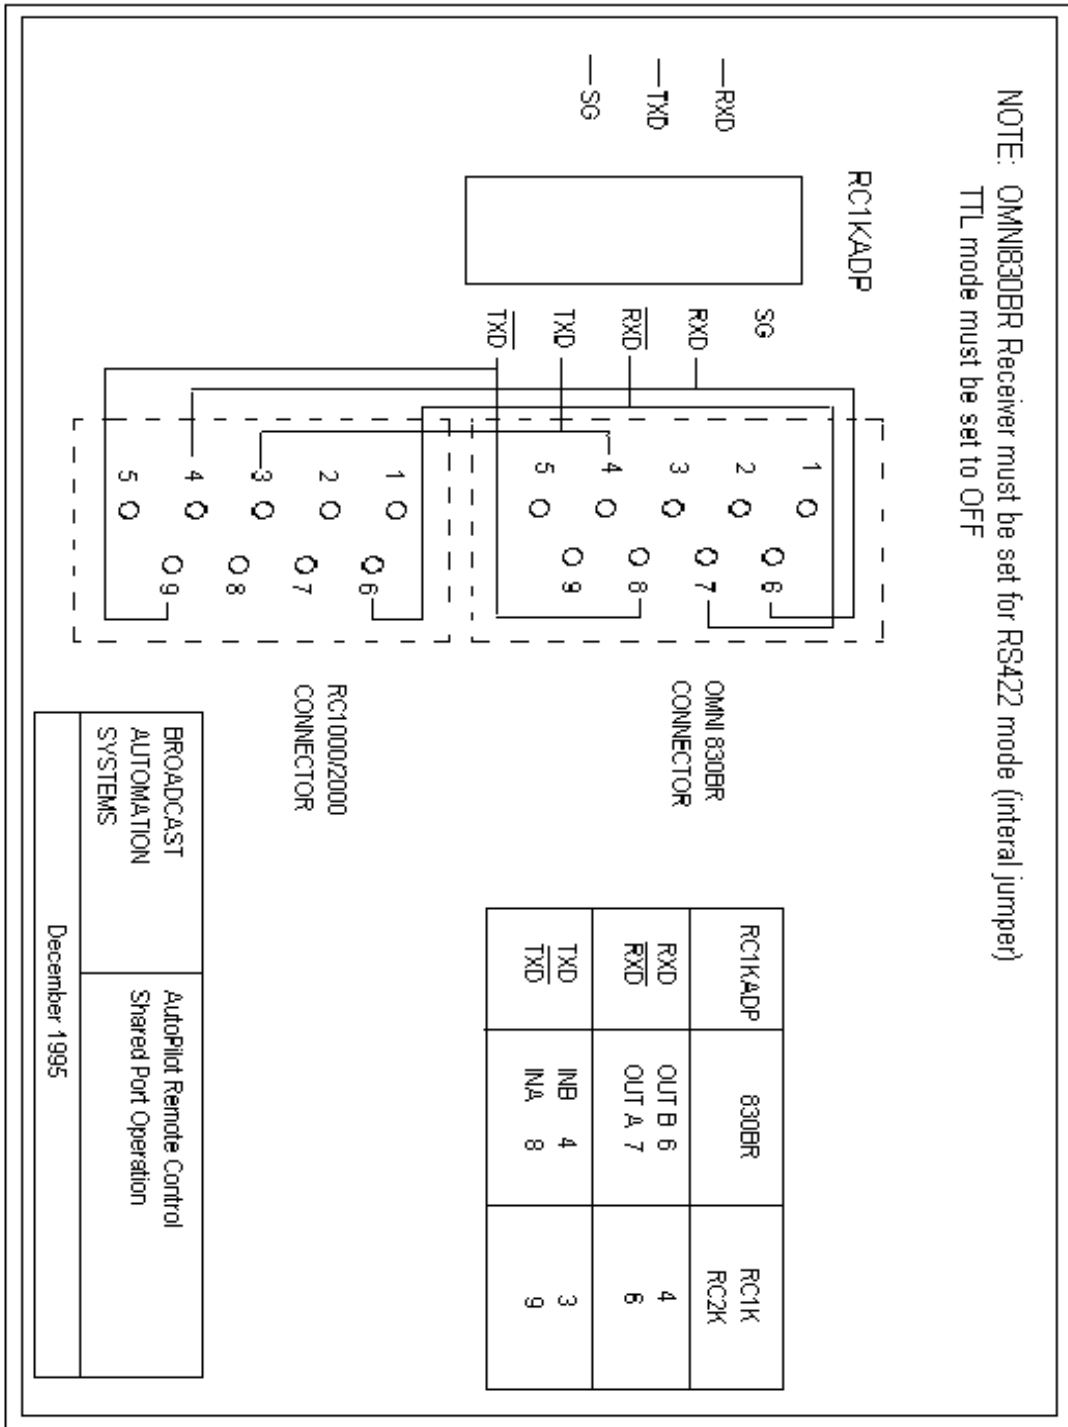 NOTE: OMNI830BR Receiver must be set for RS422 mode (interal jumper)
TTL mode must be set to OFF
RC1KADP
RXD
TXD
SG
SG
RXD
RXD
TXD
TXD
1
2
3
4
5
6
7
8
9
OMNI 830BR
CONNECTOR
1
2
3
4
5
6
7
8
9
RC1000/2000
CONNECTOR
RC1KADP 830BR RC1K
RC2K
RXD OUT B 6 4
RXD OUT A 7 6
TXD INB 4 3
TXD INA 8 9
BROADCAST
AUTOMATION
SYSTEMS
AutoPilot Remote Control
Shared Port Operation
December 1995